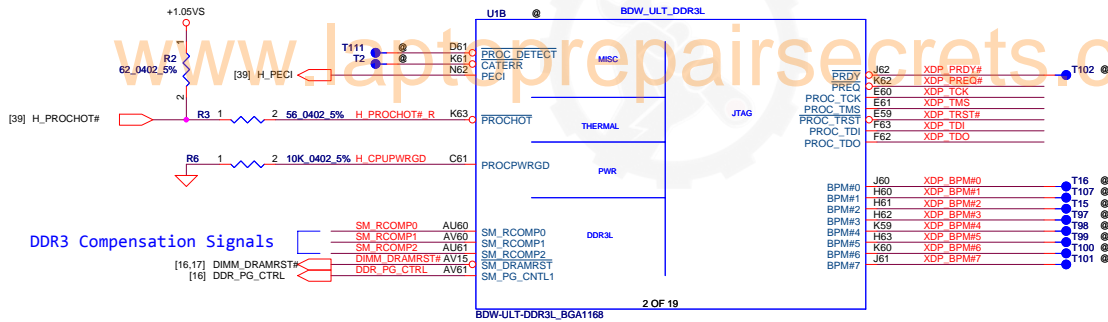 +1.05VS
U1B @ BDW_ULT_DDR3L
www.laptoprepairsecrets.c
1
R2
62_0402_5%
2
T111 @ D61 PROC_DETECT
T2 @ K61 CATERR
[39] H_PECI N62 PECI
[39] H_PROCHOT# R3 1 2 56_0402_5% H_PROCHOT#_R K63 PROCHOT
R6 1 2 10K_0402_5% H_CPUPWRGD C61 PROCPWRGD
DDR3 Compensation Signals
SM_RCOMP0 AU60 SM_RCOMP0
SM_RCOMP1 AV60 SM_RCOMP1
SM_RCOMP2 AU61 SM_RCOMP2
[16,17] DIMM_DRAMRST# DIMM_DRAMRST# AV15 SM_DRAMRST
[16] DDR_PG_CTRL DDR_PG_CTRL AV61 SM_PG_CNTL1
MISC
THERMAL
PWR
DDR3L
JTAG
PRDY J62 XDP_PRDY# T102 @
PREQ K62 XDP_PREQ#
PROC_TCK E60 XDP_TCK
PROC_TMS E61 XDP_TMS
PROC_TRST E59 XDP_TRST#
PROC_TDI F63 XDP_TDI
PROC_TDO F62 XDP_TDO
BPM#0 J60 XDP_BPM#0 T16 @
BPM#1 H60 XDP_BPM#1 T107 @
BPM#2 H61 XDP_BPM#2 T15 @
BPM#3 H62 XDP_BPM#3 T97 @
BPM#4 K59 XDP_BPM#4 T98 @
BPM#5 H63 XDP_BPM#5 T99 @
BPM#6 K60 XDP_BPM#6 T100 @
BPM#7 J61 XDP_BPM#7 T101 @
2 OF 19
BDW-ULT-DDR3L_BGA1168